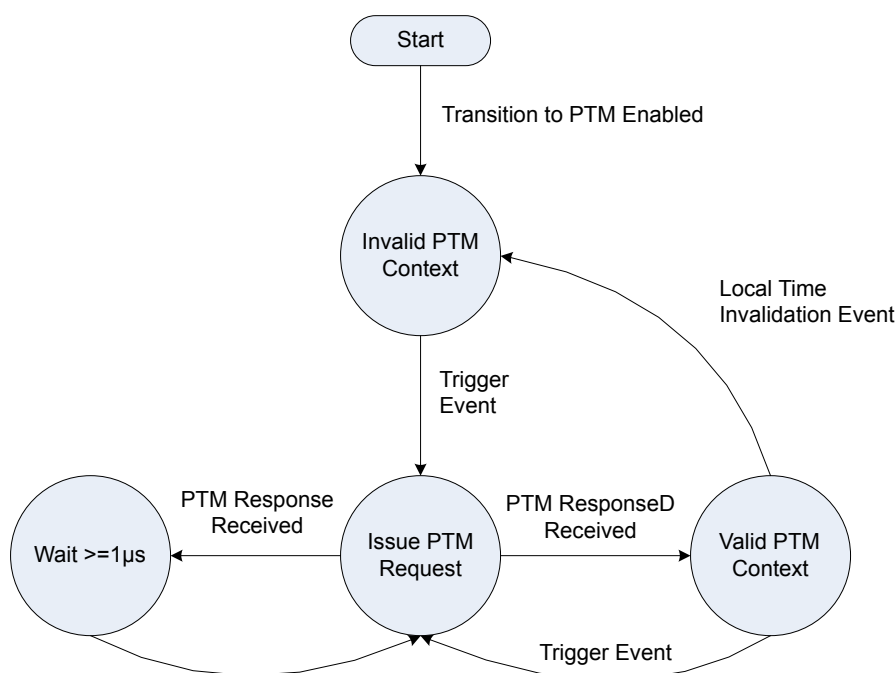 Start
Transition to PTM Enabled
Invalid PTM
Context
Local Time
Invalidation Event
Trigger
Event
PTM Response
Received
PTM ResponseD
Received
Wait >=1µs
Issue PTM
Request
Valid PTM
Context
Trigger Event